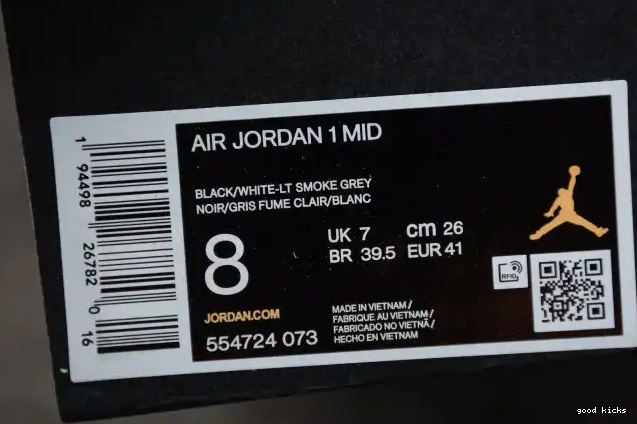 AIR JORDAN 1 MID
BLACK/WHITE-LT SMOKE GREY
NOIR/GRIS FUME CLAIR/BLANC
8
UK 7 cm 26
BR 39.5 EUR 41
JORDAN.COM
554724 073
MADE IN VIETNAM /
FABRIQUE AU VIETNAM /
FABRICADO NO VIETNÃ /
HECHO EN VIETNAM
RFID
1 94498 26782 0 16
good kicks